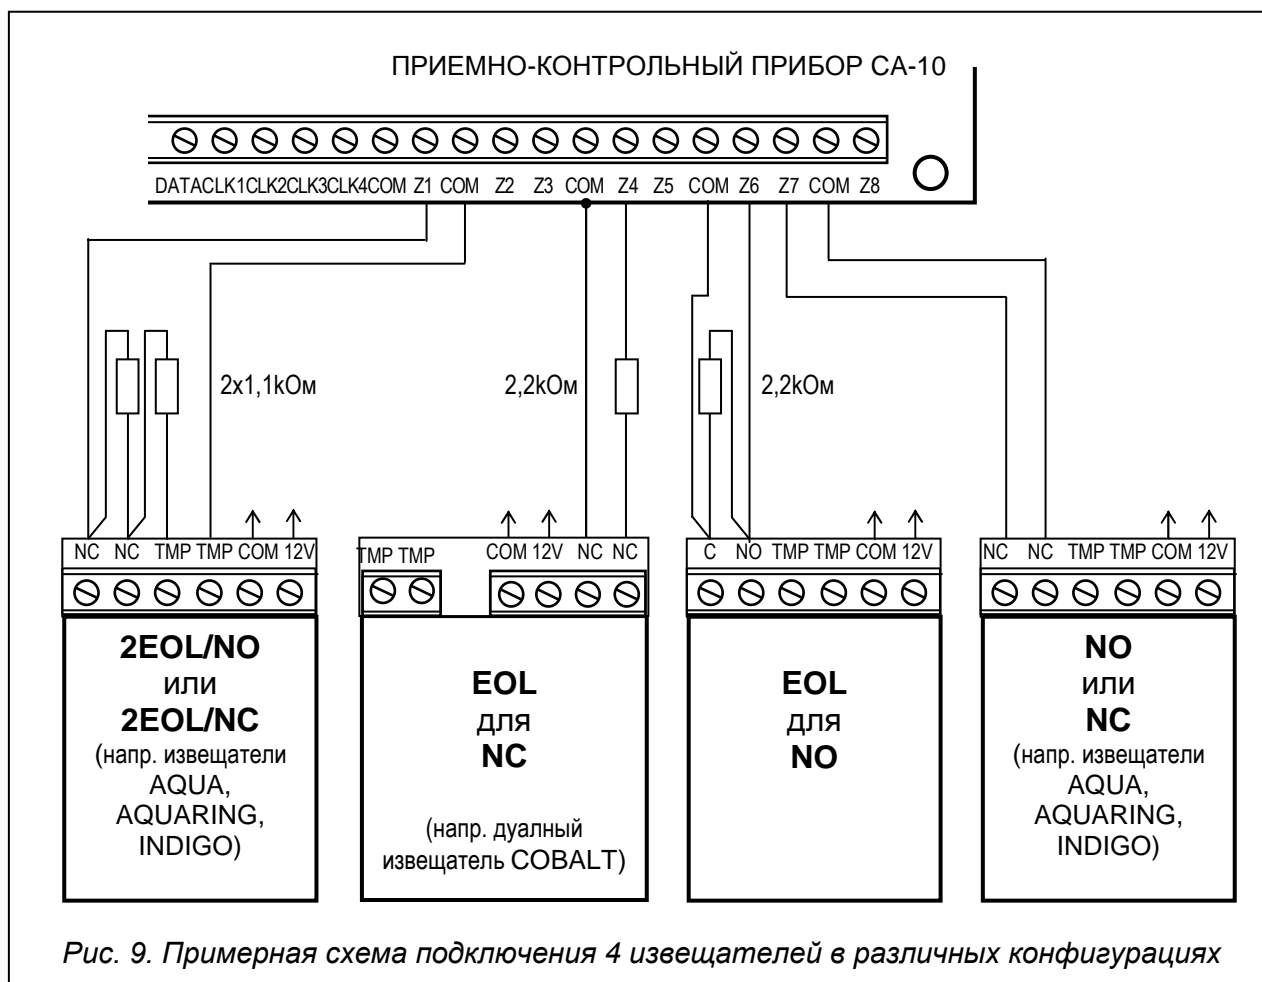 ПРИЕМНО-КОНТРОЛЬНЫЙ ПРИБОР CA-10
DATA CLK1 CLK2 CLK3 CLK4 COM Z1 COM Z2 Z3 COM Z4 Z5 COM Z6 Z7 COM Z8
2x1,1kОм 2,2kОм 2,2kОм
NC NC TMP TMP COM 12V
TMP TMP COM 12V NC NC
C NO TMP TMP COM 12V
NC NC TMP TMP COM 12V
2EOL/NO
или
2EOL/NC
(напр. извещатели
AQUA,
AQUARING,
INDIGO)
EOL
для
NC
(напр. дуалный
извещатель COBALT)
EOL
для
NO
NO
или
NC
(напр. извещатели
AQUA,
AQUARING,
INDIGO)
Рис. 9. Примерная схема подключения 4 извещателей в различных конфигурациях